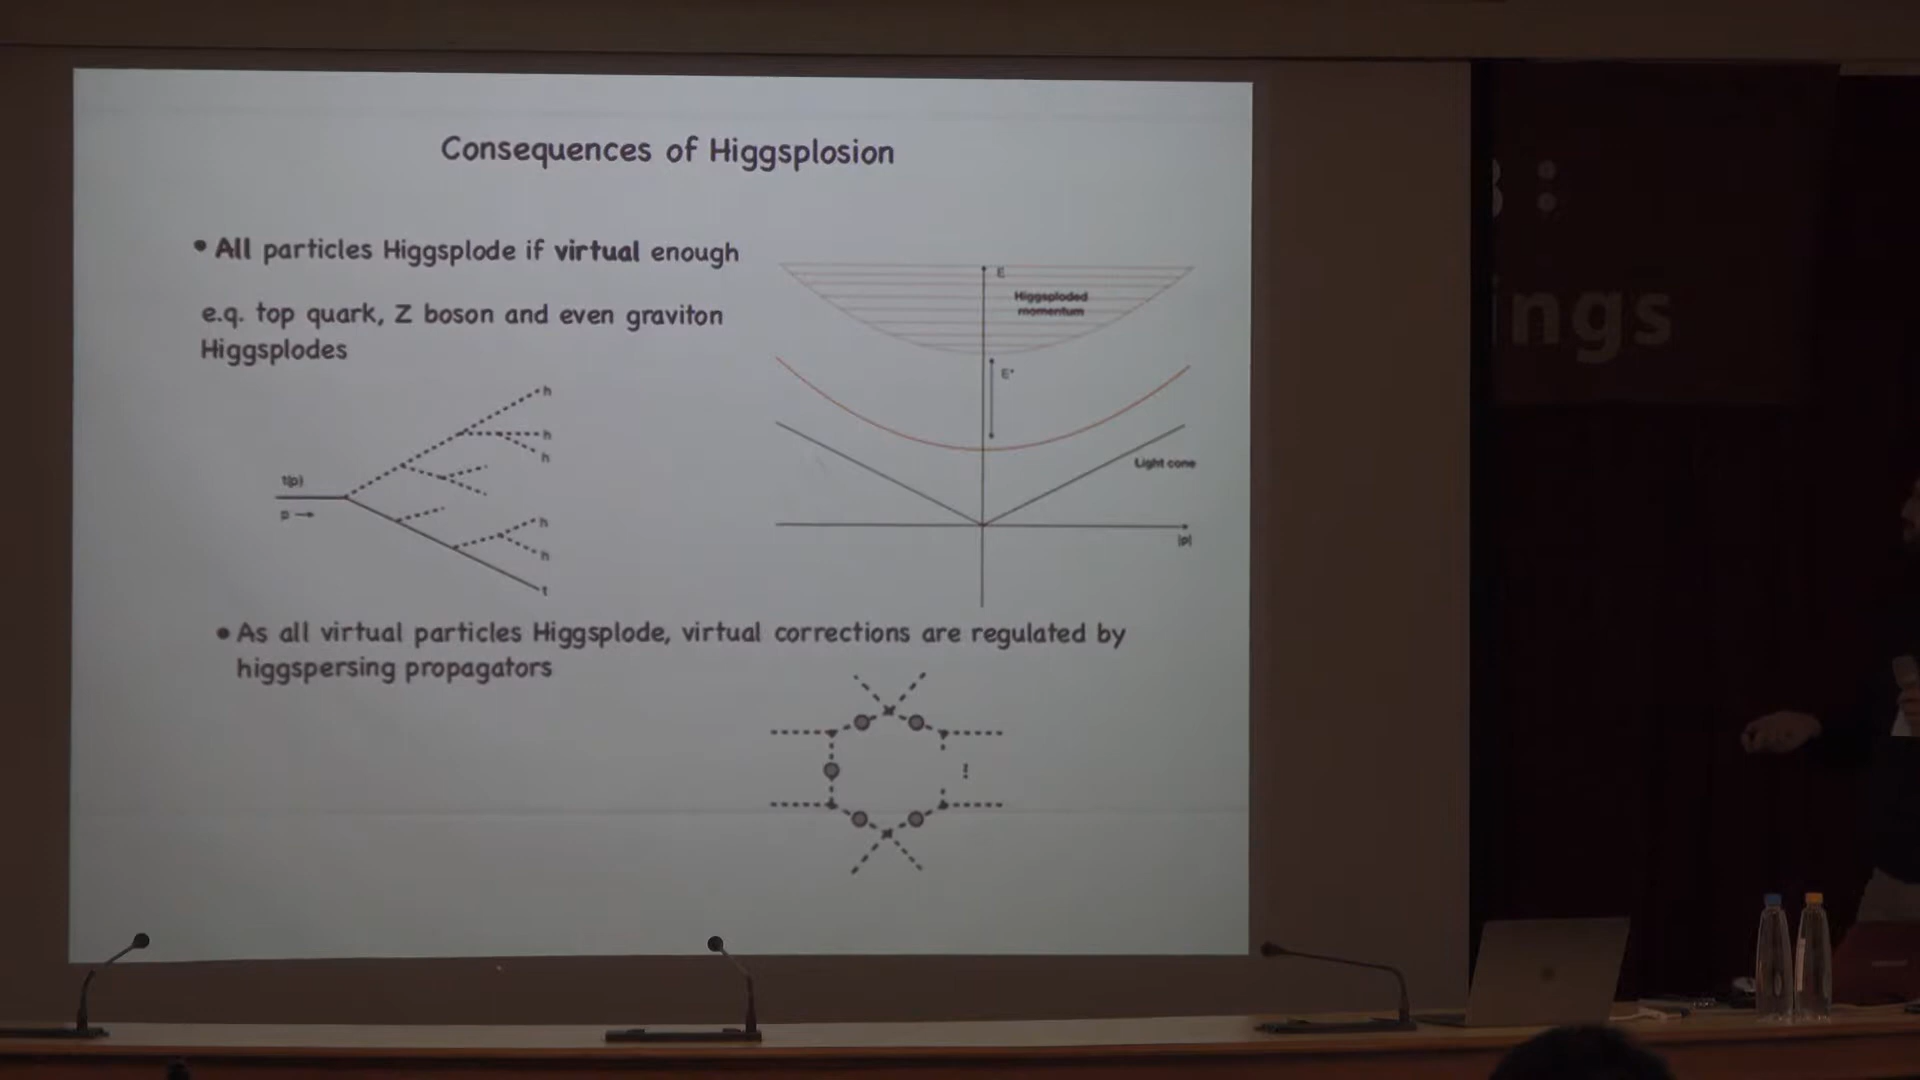 Consequences of Higgsplosion
• All particles Higgsplode if virtual enough
e.q. top quark, Z boson and even graviton
Higgsplodes
h
h
h
t(p)
p →
h
h
t
E
Higgsploded
momentum
E*
Light cone
|p|
• As all virtual particles Higgsplode, virtual corrections are regulated by
higgspersing propagators
ings